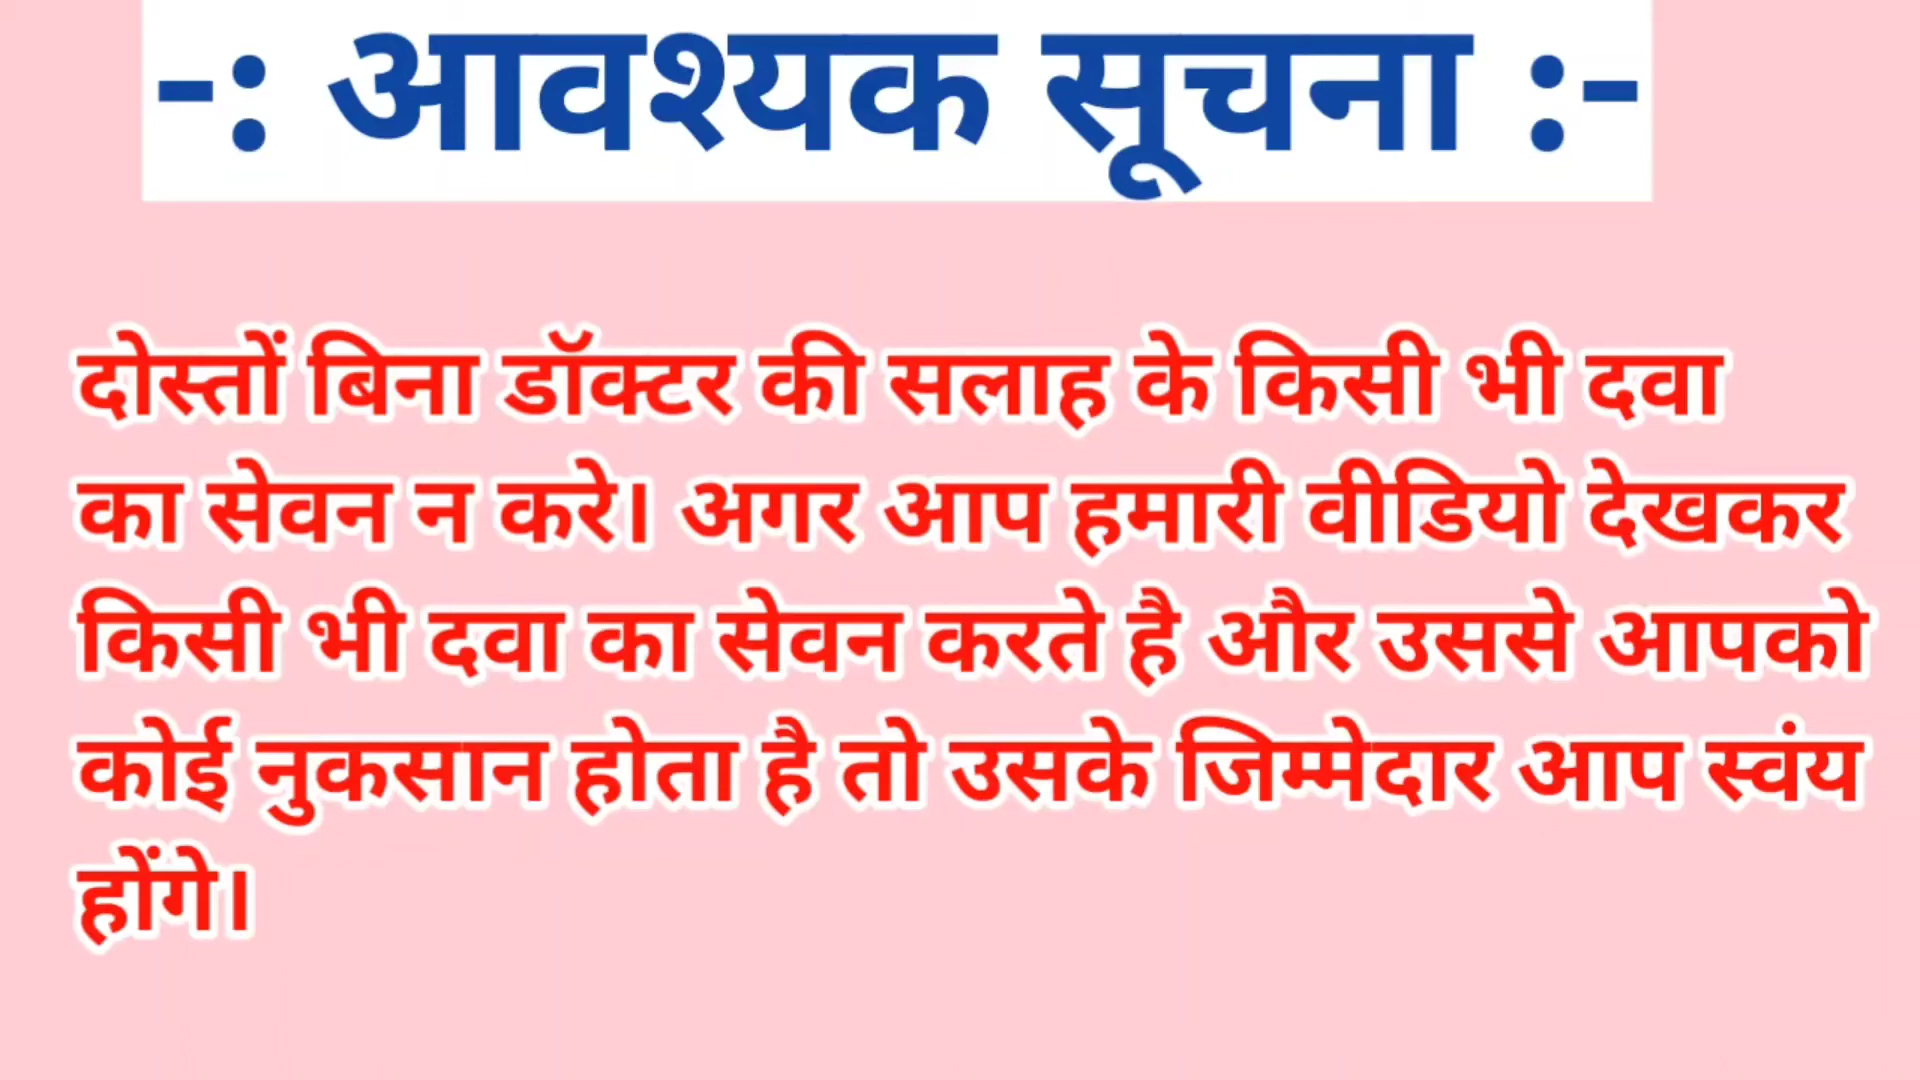 -: आवश्यक सूचना :-
दोस्तों बिना डॉक्टर की सलाह के किसी भी दवा
का सेवन न करे। अगर आप हमारी वीडियो देखकर
किसी भी दवा का सेवन करते है और उससे आपको
कोई नुकसान होता है तो उसके जिम्मेदार आप स्वंय
होंगे।